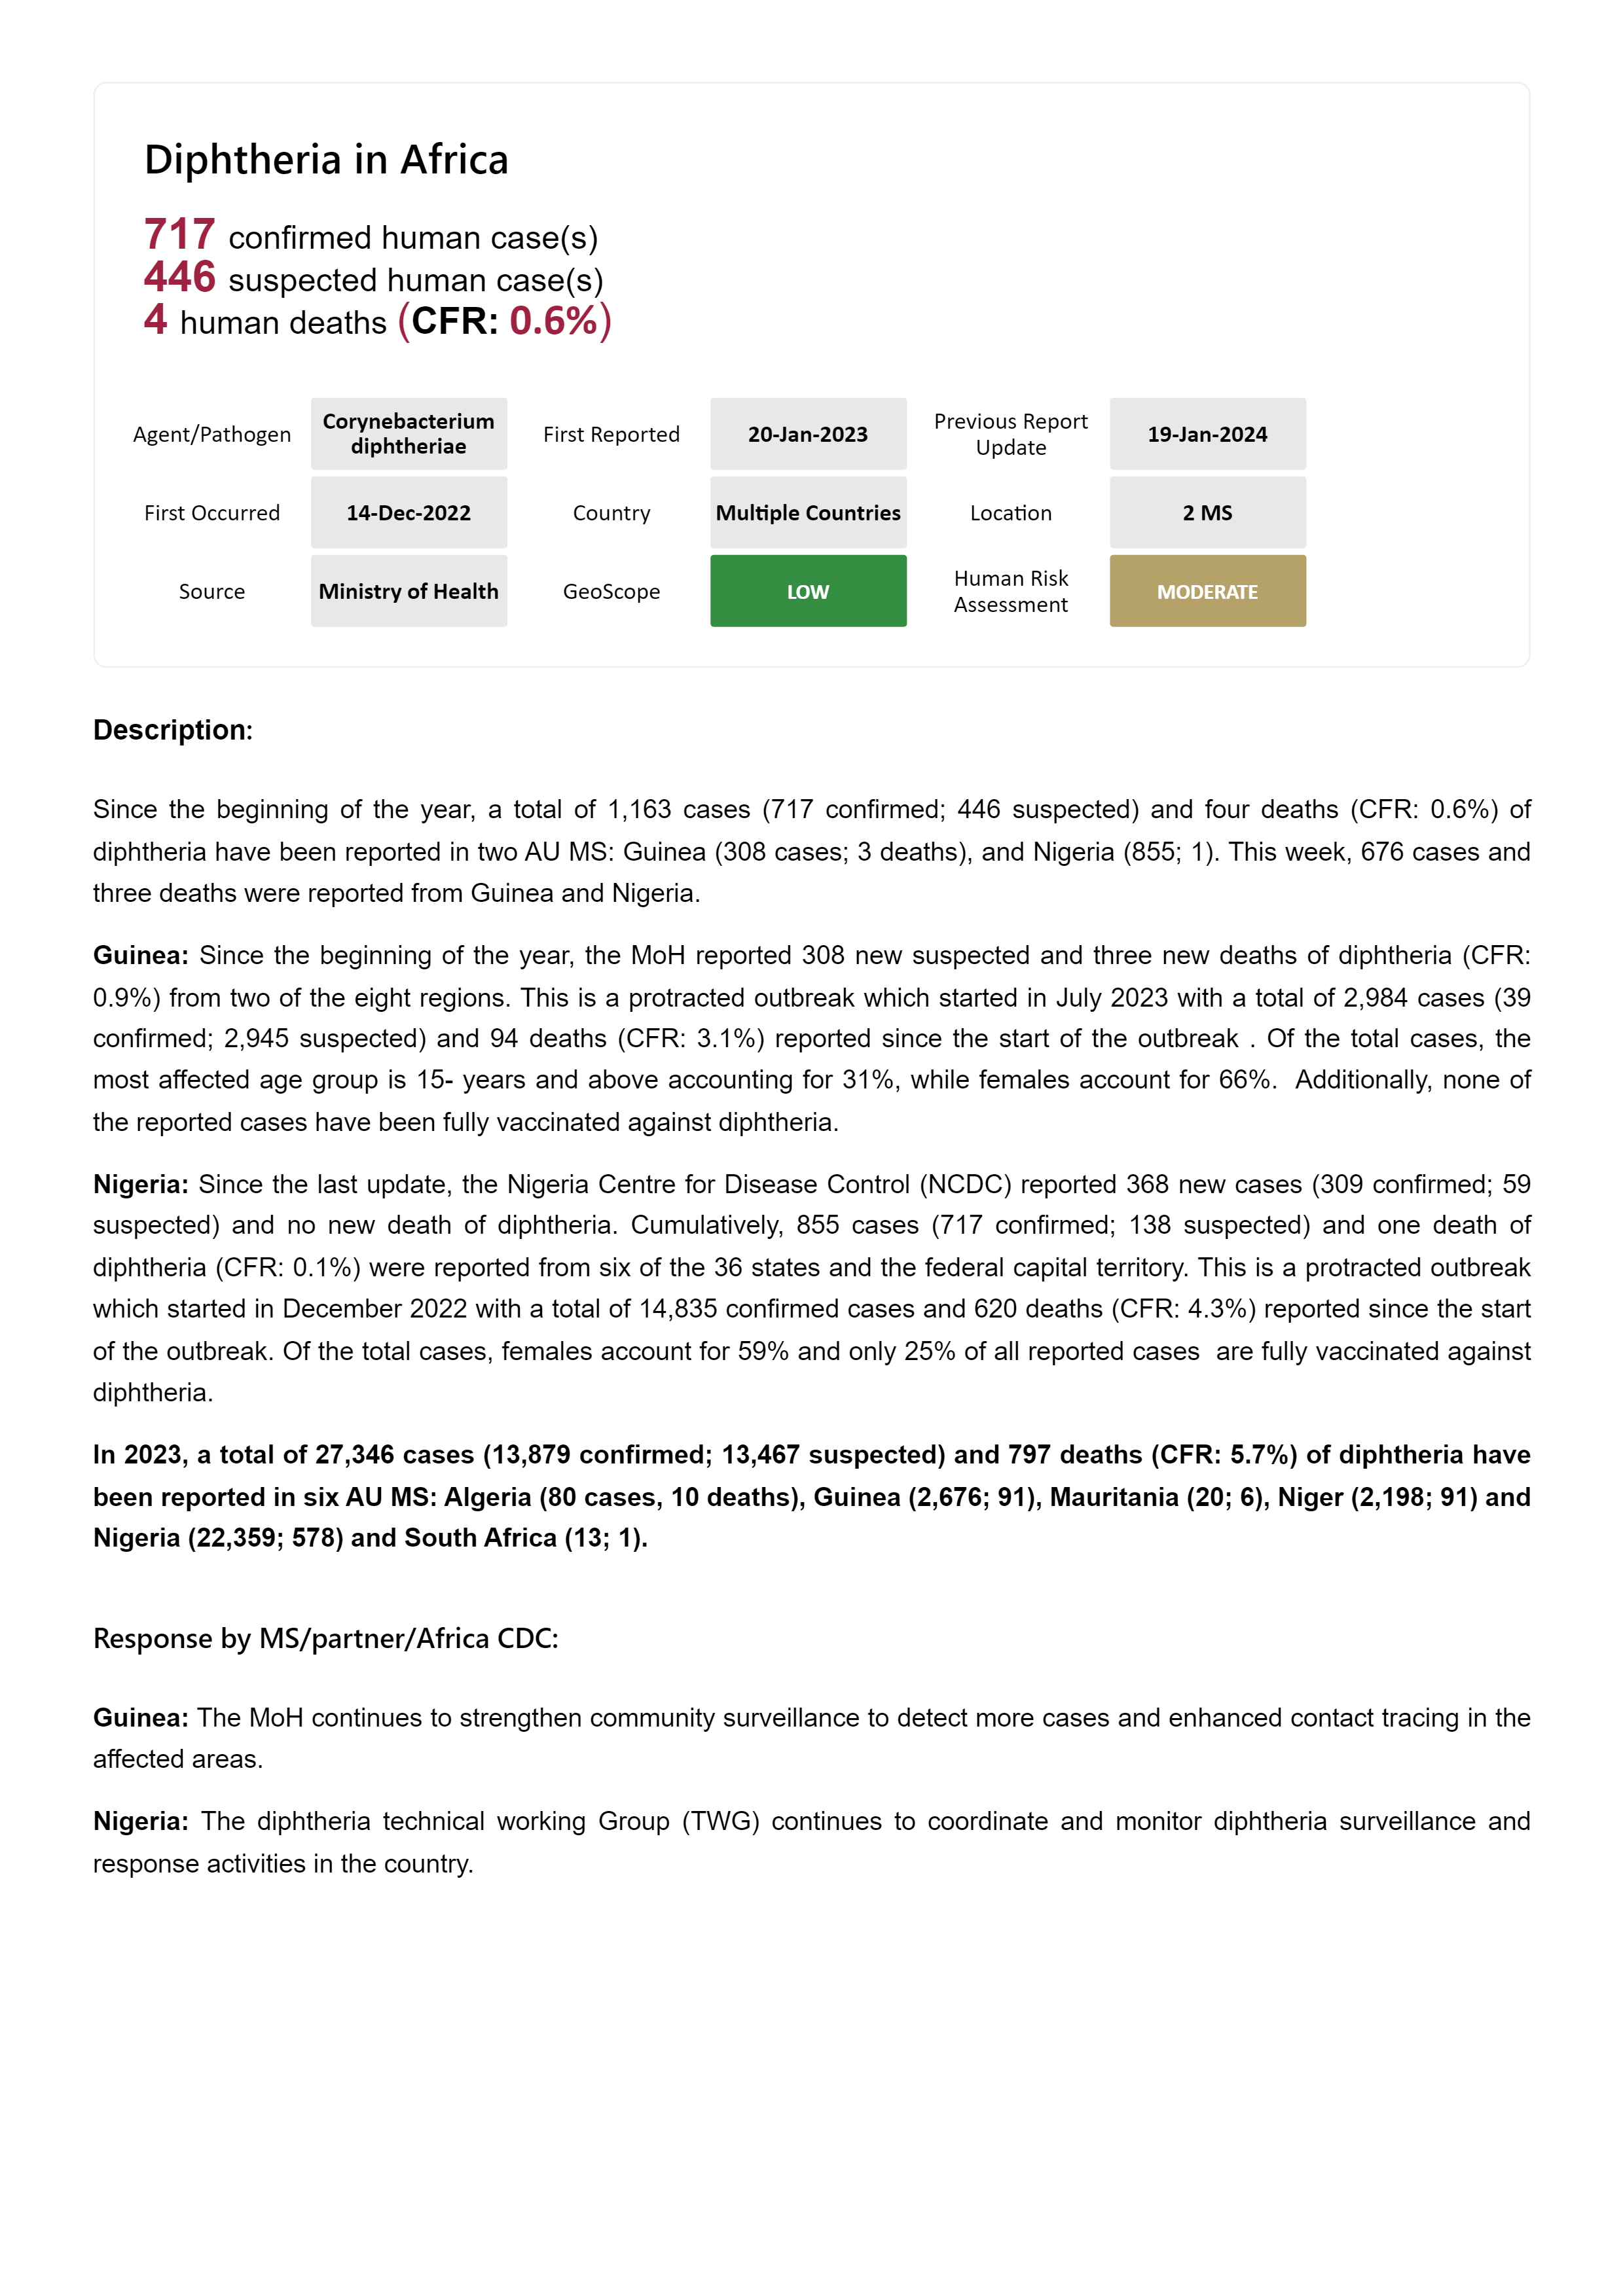 Diphtheria in Africa
717 confirmed human case(s)
446 suspected human case(s)
4 human deaths (CFR: 0.6%)
Agent/Pathogen
Corynebacterium
diphtheriae
First Reported
20-Jan-2023
Previous Report
Update
19-Jan-2024
First Occurred
14-Dec-2022
Country
Multiple Countries
Location
2 MS
Source
Ministry of Health
GeoScope
LOW
Human Risk
Assessment
MODERATE
Description:
Since the beginning of the year, a total of 1,163 cases (717 confirmed; 446 suspected) and four deaths (CFR: 0.6%) of
diphtheria have been reported in two AU MS: Guinea (308 cases; 3 deaths), and Nigeria (855; 1). This week, 676 cases and
three deaths were reported from Guinea and Nigeria.
Guinea: Since the beginning of the year, the MoH reported 308 new suspected and three new deaths of diphtheria (CFR:
0.9%) from two of the eight regions. This is a protracted outbreak which started in July 2023 with a total of 2,984 cases (39
confirmed; 2,945 suspected) and 94 deaths (CFR: 3.1%) reported since the start of the outbreak . Of the total cases, the
most affected age group is 15- years and above accounting for 31%, while females account for 66%.  Additionally, none of
the reported cases have been fully vaccinated against diphtheria.
Nigeria: Since the last update, the Nigeria Centre for Disease Control (NCDC) reported 368 new cases (309 confirmed; 59
suspected) and no new death of diphtheria. Cumulatively, 855 cases (717 confirmed; 138 suspected) and one death of
diphtheria (CFR: 0.1%) were reported from six of the 36 states and the federal capital territory. This is a protracted outbreak
which started in December 2022 with a total of 14,835 confirmed cases and 620 deaths (CFR: 4.3%) reported since the start
of the outbreak. Of the total cases, females account for 59% and only 25% of all reported cases  are fully vaccinated against
diphtheria.
In 2023, a total of 27,346 cases (13,879 confirmed; 13,467 suspected) and 797 deaths (CFR: 5.7%) of diphtheria have
been reported in six AU MS: Algeria (80 cases, 10 deaths), Guinea (2,676; 91), Mauritania (20; 6), Niger (2,198; 91) and
Nigeria (22,359; 578) and South Africa (13; 1).
Response by MS/partner/Africa CDC:
Guinea: The MoH continues to strengthen community surveillance to detect more cases and enhanced contact tracing in the
affected areas.
Nigeria: The diphtheria technical working Group (TWG) continues to coordinate and monitor diphtheria surveillance and
response activities in the country.